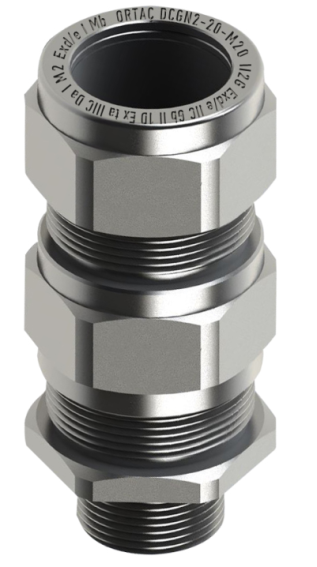 ORTAC DCGN2-20-M20 II2G Exd/e IIC Gb II 1D Ex ta IIIC Da I M2 Exd/e I Mb